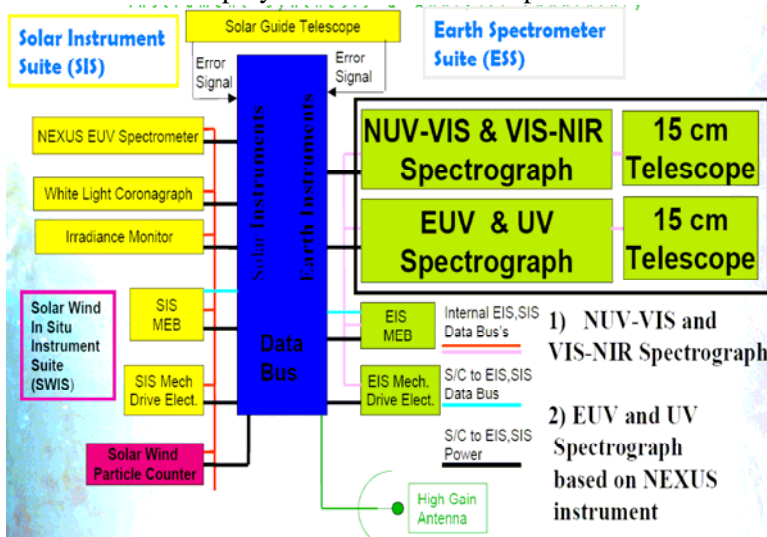 Solar Guide Telescope
Solar Instrument
Suite (SIS)
Earth Spectrometer
Suite (ESS)
Error
Signal
Error
Signal
NEXUS EUV Spectrometer
White Light Coronagraph
Irradiance Monitor
Solar Instruments
Earth Instruments
NUV-VIS & VIS-NIR
Spectrograph
15 cm
Telescope
EUV & UV
Spectrograph
15 cm
Telescope
Solar Wind
In Situ
Instrument
Suite
(SWIS)
SIS
MEB
SIS Mech
Drive Elect.
Solar Wind
Particle Counter
Data
Bus
EIS
MEB
EIS Mech.
Drive Elect.
Internal EIS,SIS
Data Bus's
S/C to EIS,SIS
Data Bus
S/C to EIS,SIS
Power
High Gain
Antenna
1) NUV-VIS and
VIS-NIR Spectrograph
2) EUV and UV
Spectrograph
based on NEXUS
instrument